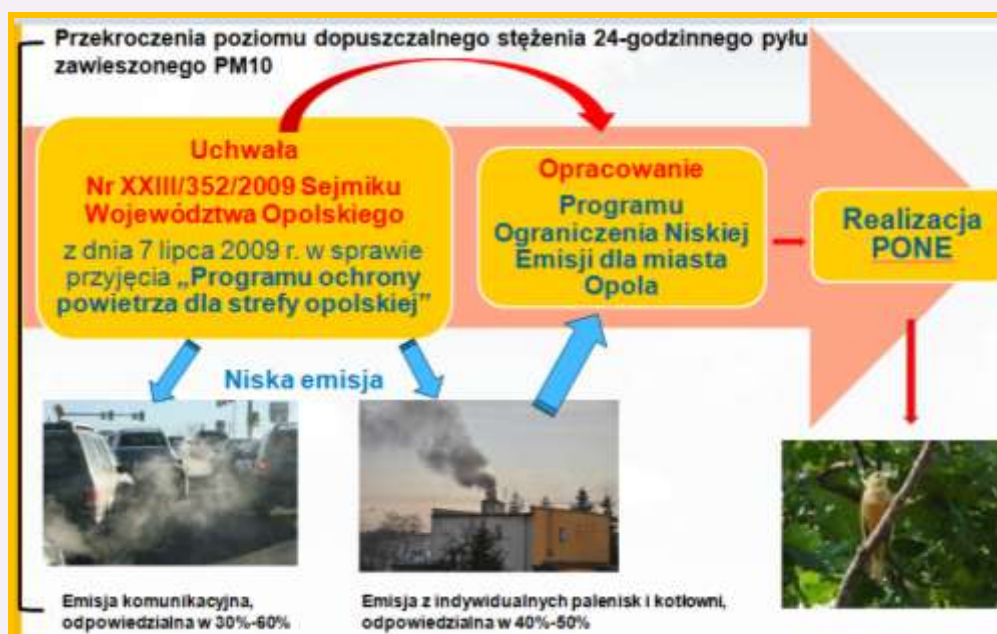 Przekroczenia poziomu dopuszczalnego stężenia 24-godzinnego pyłu
zawieszonego PM10
Uchwała
Nr XXIII/352/2009 Sejmiku
Województwa Opolskiego
z dnia 7 lipca 2009 r. w sprawie
przyjęcia „Programu ochrony
powietrza dla strefy opolskiej”
Opracowanie
Programu
Ograniczenia Niskiej
Emisji dla miasta
Opola
Realizacja
PONE
Niska emisja
Emisja komunikacyjna,
odpowiedzialna w 30%-60%
Emisja z indywidualnych palenisk i kotłowni,
odpowiedzialna w 40%-50%